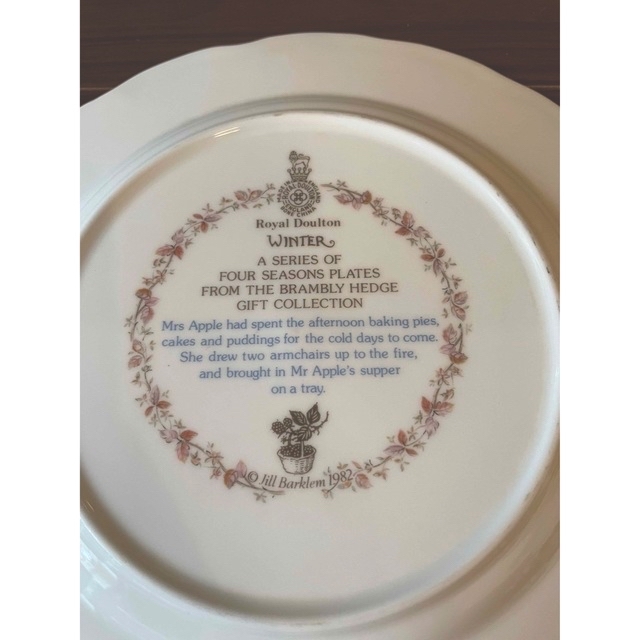 Royal Doulton
WINTER
A SERIES OF
FOUR SEASONS PLATES
FROM THE BRAMBLY HEDGE
GIFT COLLECTION
Mrs Apple had spent the afternoon baking pies,
cakes and puddings for the cold days to come.
She drew two armchairs up to the fire,
and brought in Mr Apple's supper
on a tray.
© Jill Barklem 1982